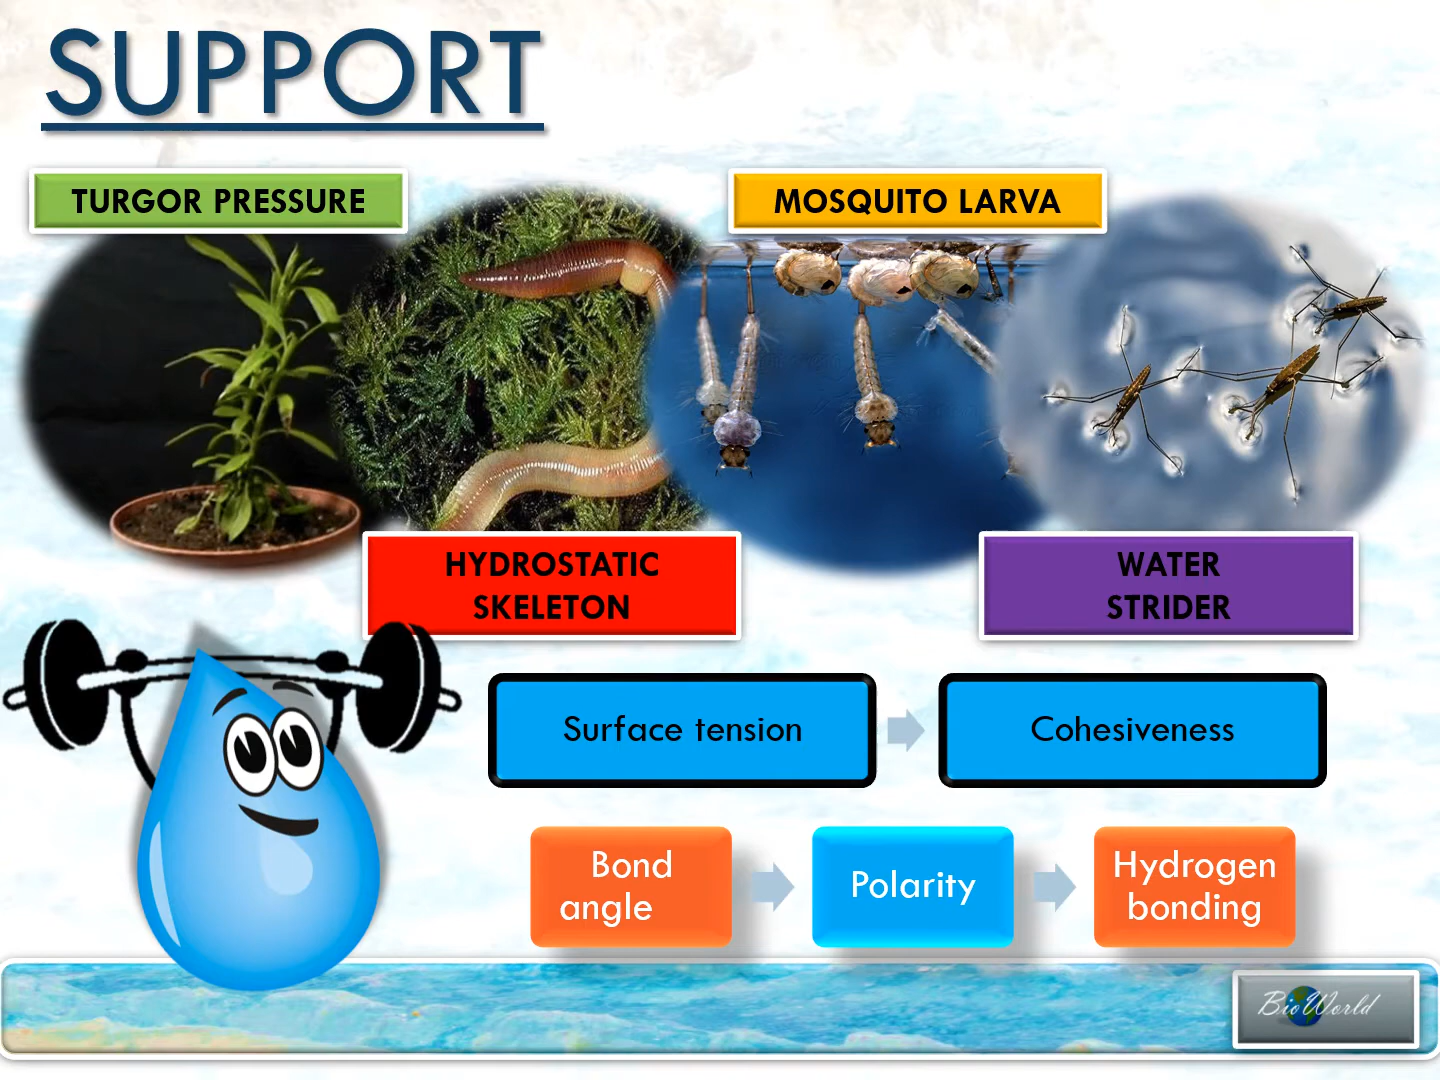 SUPPORT
TURGOR PRESSURE
MOSQUITO LARVA
HYDROSTATIC
SKELETON
WATER
STRIDER
Surface tension
Cohesiveness
Bond
angle
Polarity
Hydrogen
bonding
BioWorld